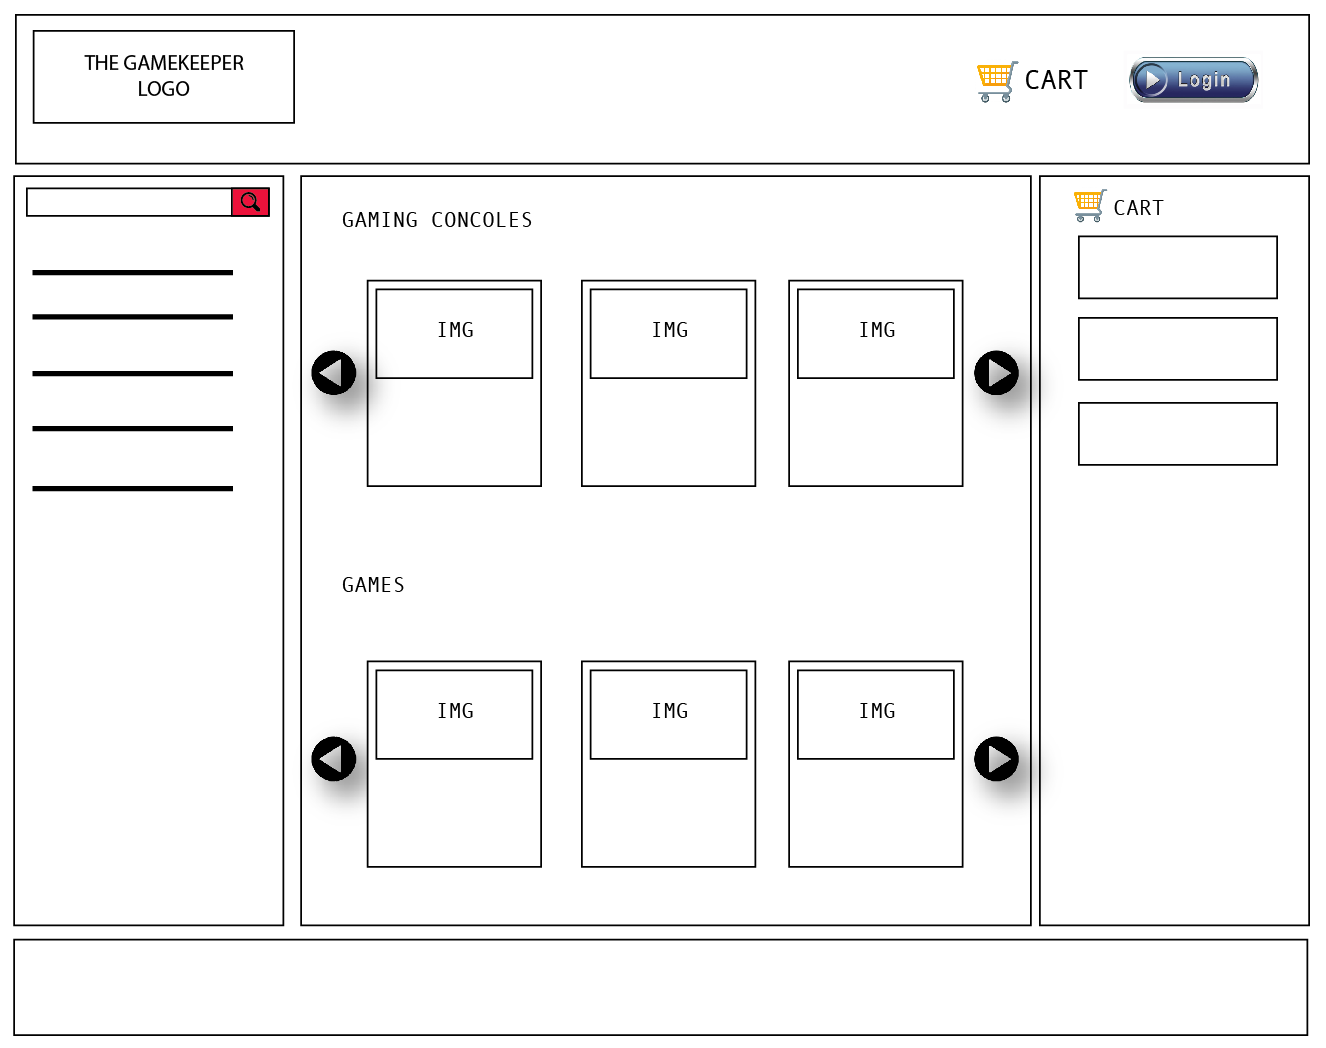 THE GAMEKEEPER
LOGO
CART
Login
GAMING CONCOLES
CART
IMG
IMG
IMG
GAMES
IMG
IMG
IMG